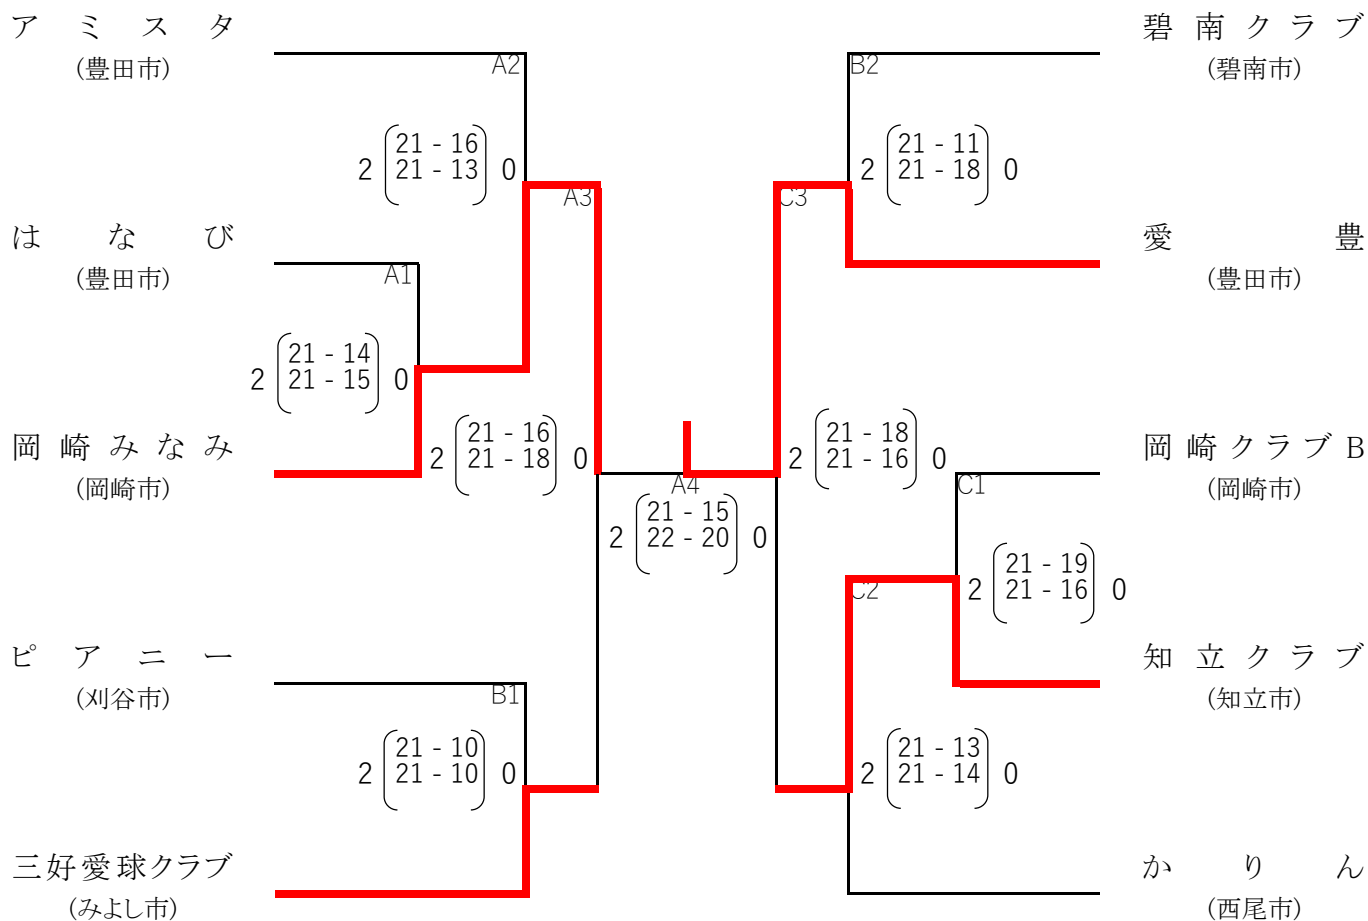 アミスタ
(豊田市)
A2
2 21 - 16 0
21 - 13
はなび
(豊田市)
A1
2 21 - 14 0
21 - 15
岡崎みなみ
(岡崎市)
A3
2 21 - 16 0
21 - 18
ピアニー
(刈谷市)
B1
2 21 - 10 0
21 - 10
三好愛球クラブ
(みよし市)
A4
2 21 - 15 0
22 - 20
碧南クラブ
(碧南市)
B2
2 21 - 11 0
21 - 18
愛豊
(豊田市)
C3
2 21 - 18 0
21 - 16
岡崎クラブB
(岡崎市)
C1
2 21 - 19 0
21 - 16
知立クラブ
(知立市)
C2
2 21 - 13 0
21 - 14
かりん
(西尾市)